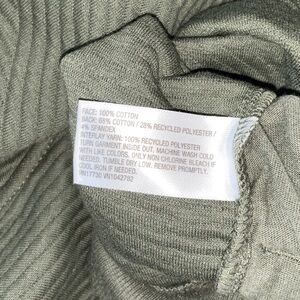 FACE: 100% COTTON
BACK: 68% COTTON / 28% RECYCLED POLYESTER /
4% SPANDEX
INTERLAY YARN: 100% RECYCLED POLYESTER
TURN GARMENT INSIDE OUT. MACHINE WASH COLD
WITH LIKE COLORS. ONLY NON CHLORINE BLEACH IF
NEEDED. TUMBLE DRY LOW. REMOVE PROMPTLY.
COOL IRON IF NEEDED.
VN17730 VN1042782